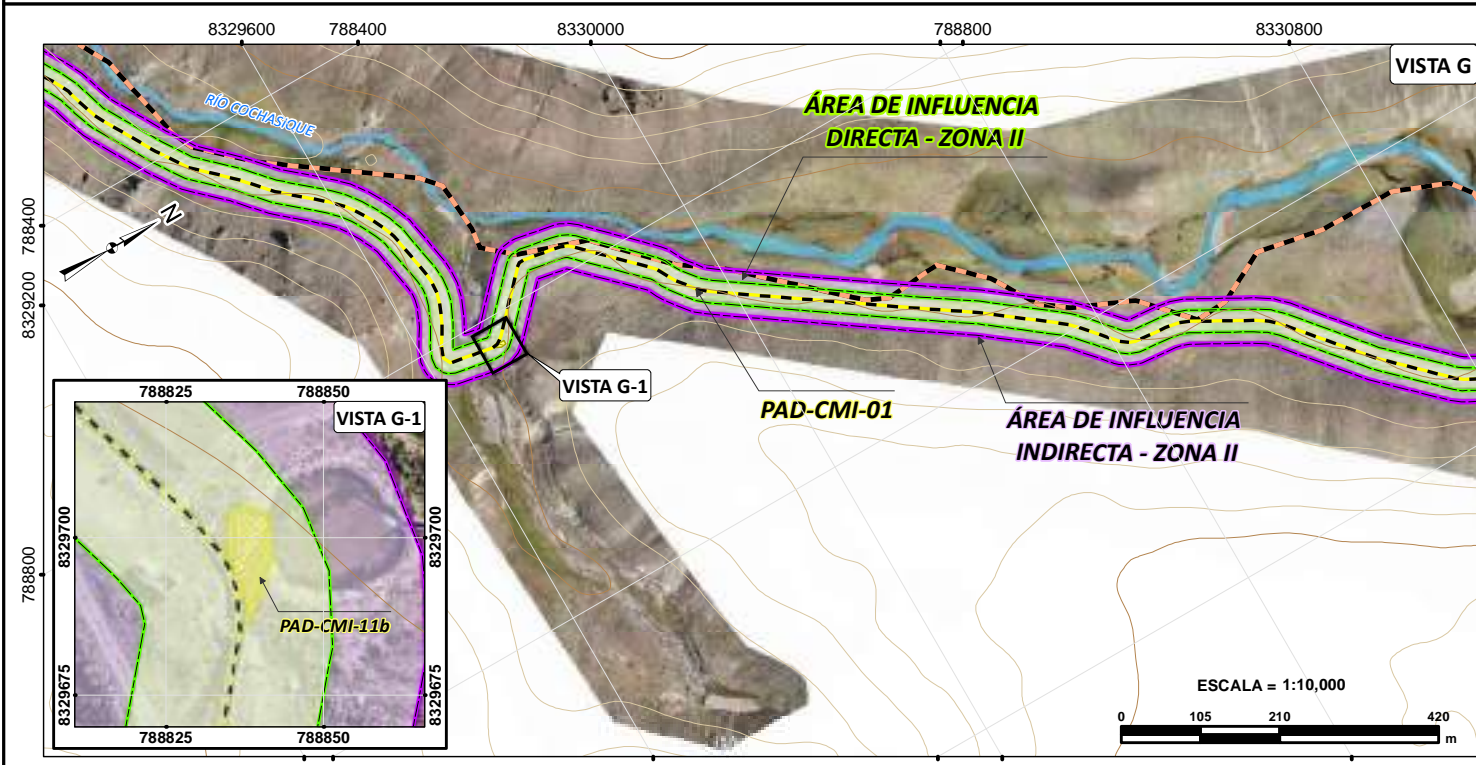 8329600
788400
8330000
788800
8330800
VISTA G
RÍO COCHASIQUE
ÁREA DE INFLUENCIA
DIRECTA - ZONA II
N
788400
8329200
788800
VISTA G-1
PAD-CMI-01
ÁREA DE INFLUENCIA
INDIRECTA - ZONA II
788825
788850
VISTA G-1
8329700
8329700
PAD-CMI-11b
8329675
8329675
788825
788850
ESCALA = 1:10,000
0
105
210
420
m